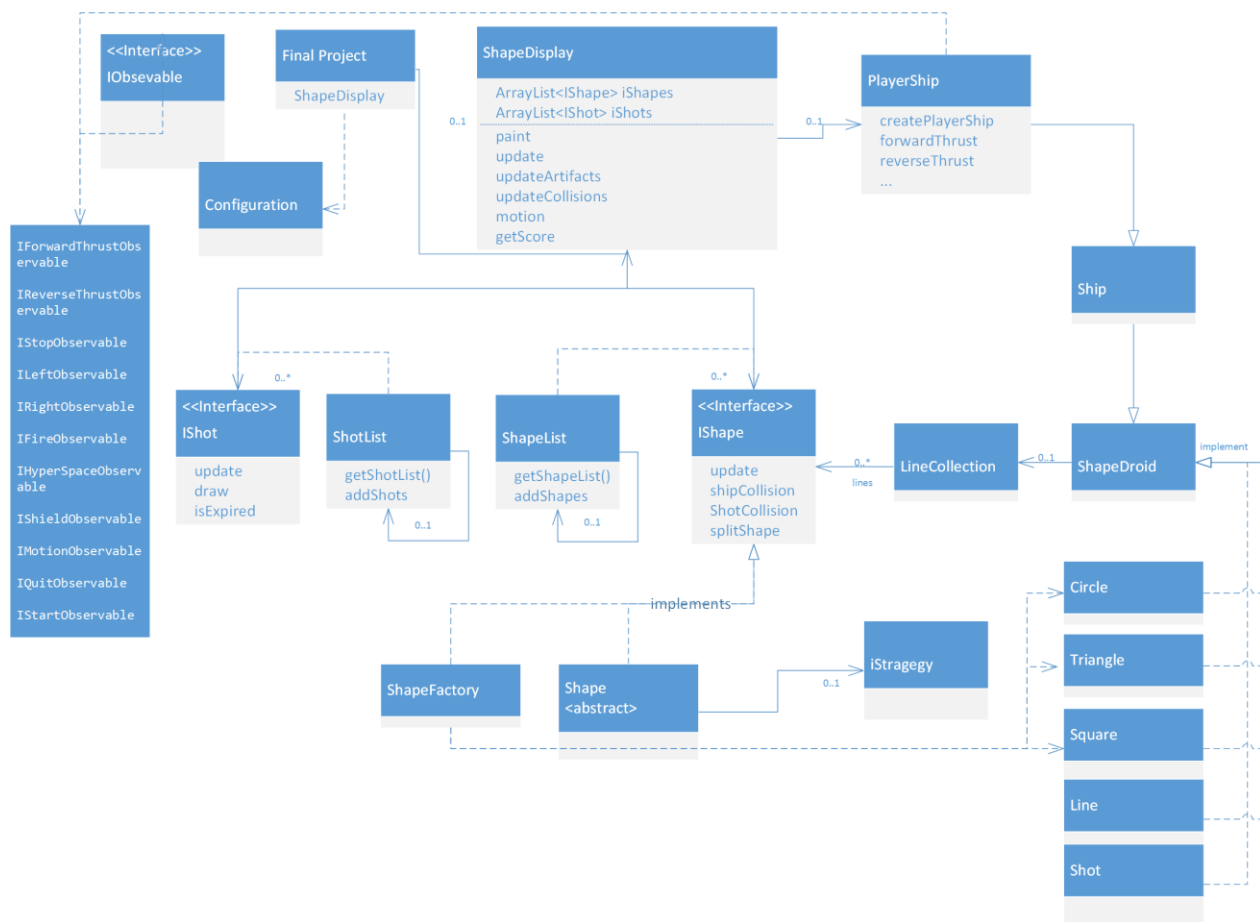 <<Interface>>
IObsevable
Final Project
ShapeDisplay
ShapeDisplay
ArrayList<IShape> iShapes
ArrayList<IShot> iShots
paint
update
updateArtifacts
updateCollisions
motion
getScore
0..1
0..1
PlayerShip
createPlayerShip
forwardThrust
reverseThrust
...
Configuration
IForwardThrustObs
ervable
IReverseThrustObs
ervable
IStopObservable
ILeftObservable
IRightObservable
IFireObservable
IHyperSpaceObserv
able
IShieldObservable
IMotionObservable
IQuitObservable
IStartObservable
Ship
0..*
<<Interface>>
IShot
update
draw
isExpired
ShotList
getShotList()
addShots
0..1
ShapeList
getShapeList()
addShapes
0..1
0..*
<<Interface>>
IShape
update
shipCollision
ShotCollision
splitShape
0..*
lines
LineCollection
0..1
ShapeDroid
implement
implements
ShapeFactory
Shape
<abstract>
0..1
iStragegy
Circle
Triangle
Square
Line
Shot